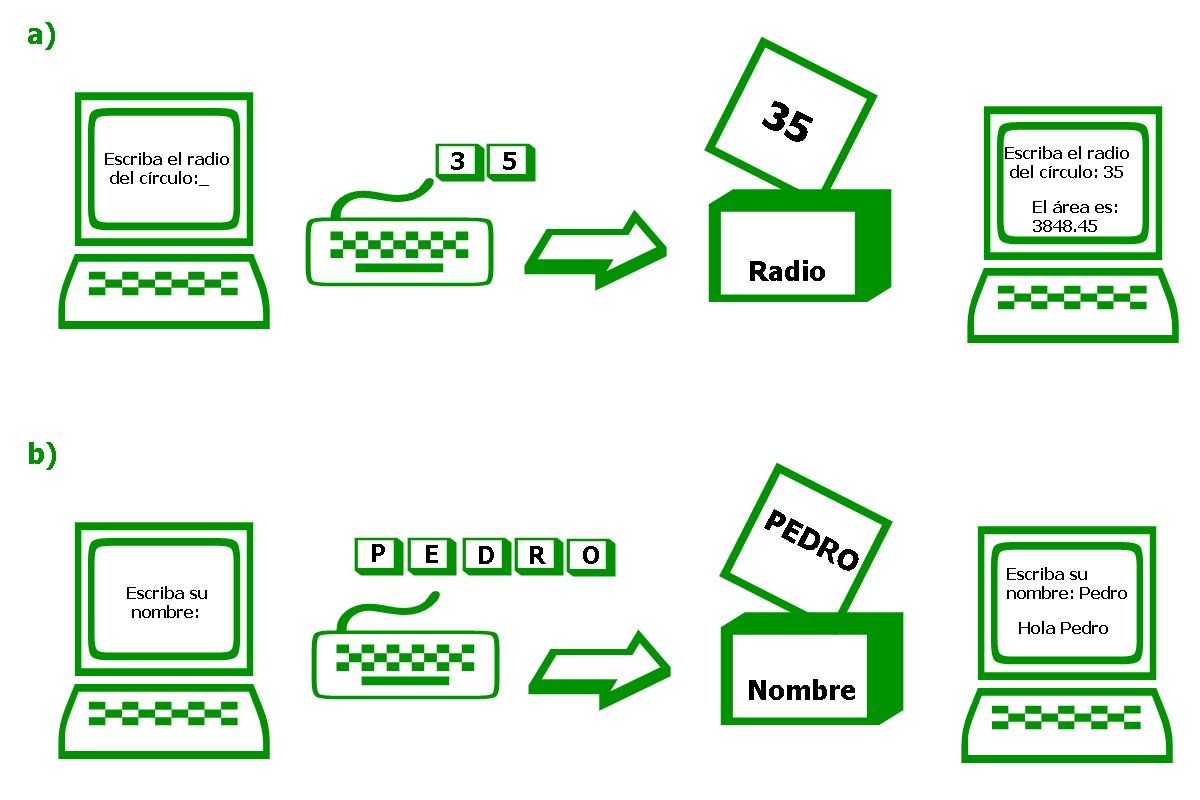 a)
Escriba el radio
del círculo:_
3 5
35
Radio
Escriba el radio
del círculo: 35
El área es:
3848.45
b)
Escriba su
nombre:
P E D R O
PEDRO
Nombre
Escriba su
nombre: Pedro
Hola Pedro